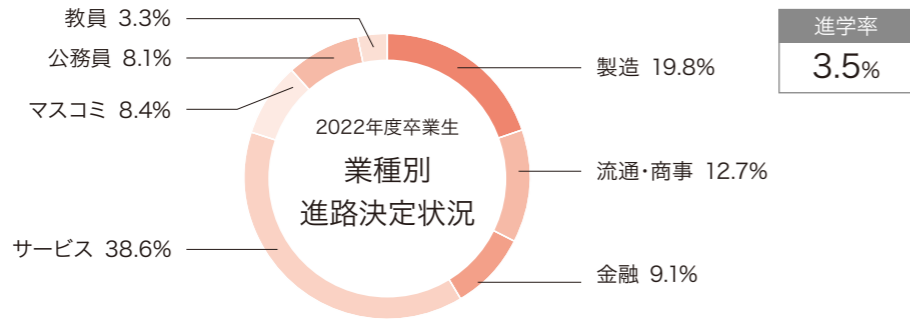 教員 3.3%
公務員 8.1%
マスコミ 8.4%
サービス 38.6%
2022年度卒業生
業種別
進路決定状況
製造 19.8%
流通・商事 12.7%
金融 9.1%
進学率
3.5%